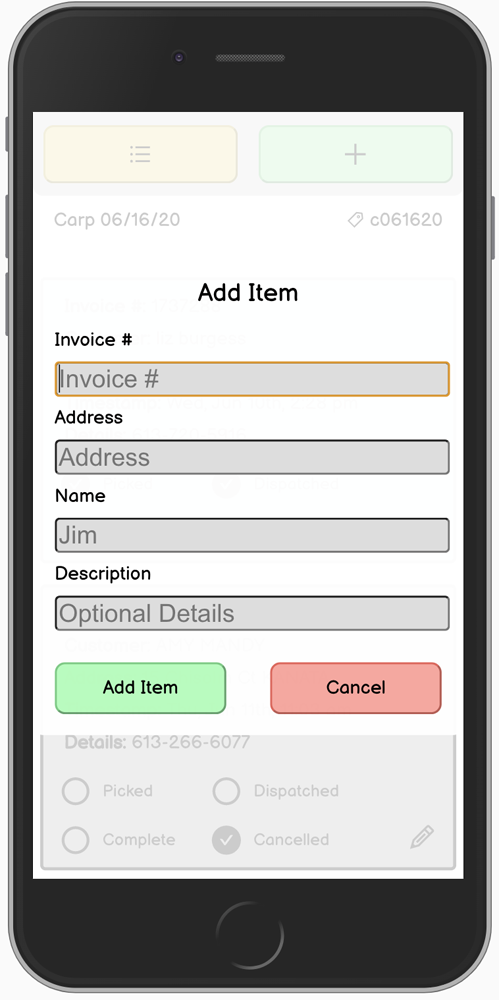 Carp 06/16/20 c061620
Add Item
Invoice #
Invoice #
Address
Address
Name
Jim
Description
Optional Details
Add Item Cancel
Details: 613-266-6077
Picked Dispatched
Complete Cancelled